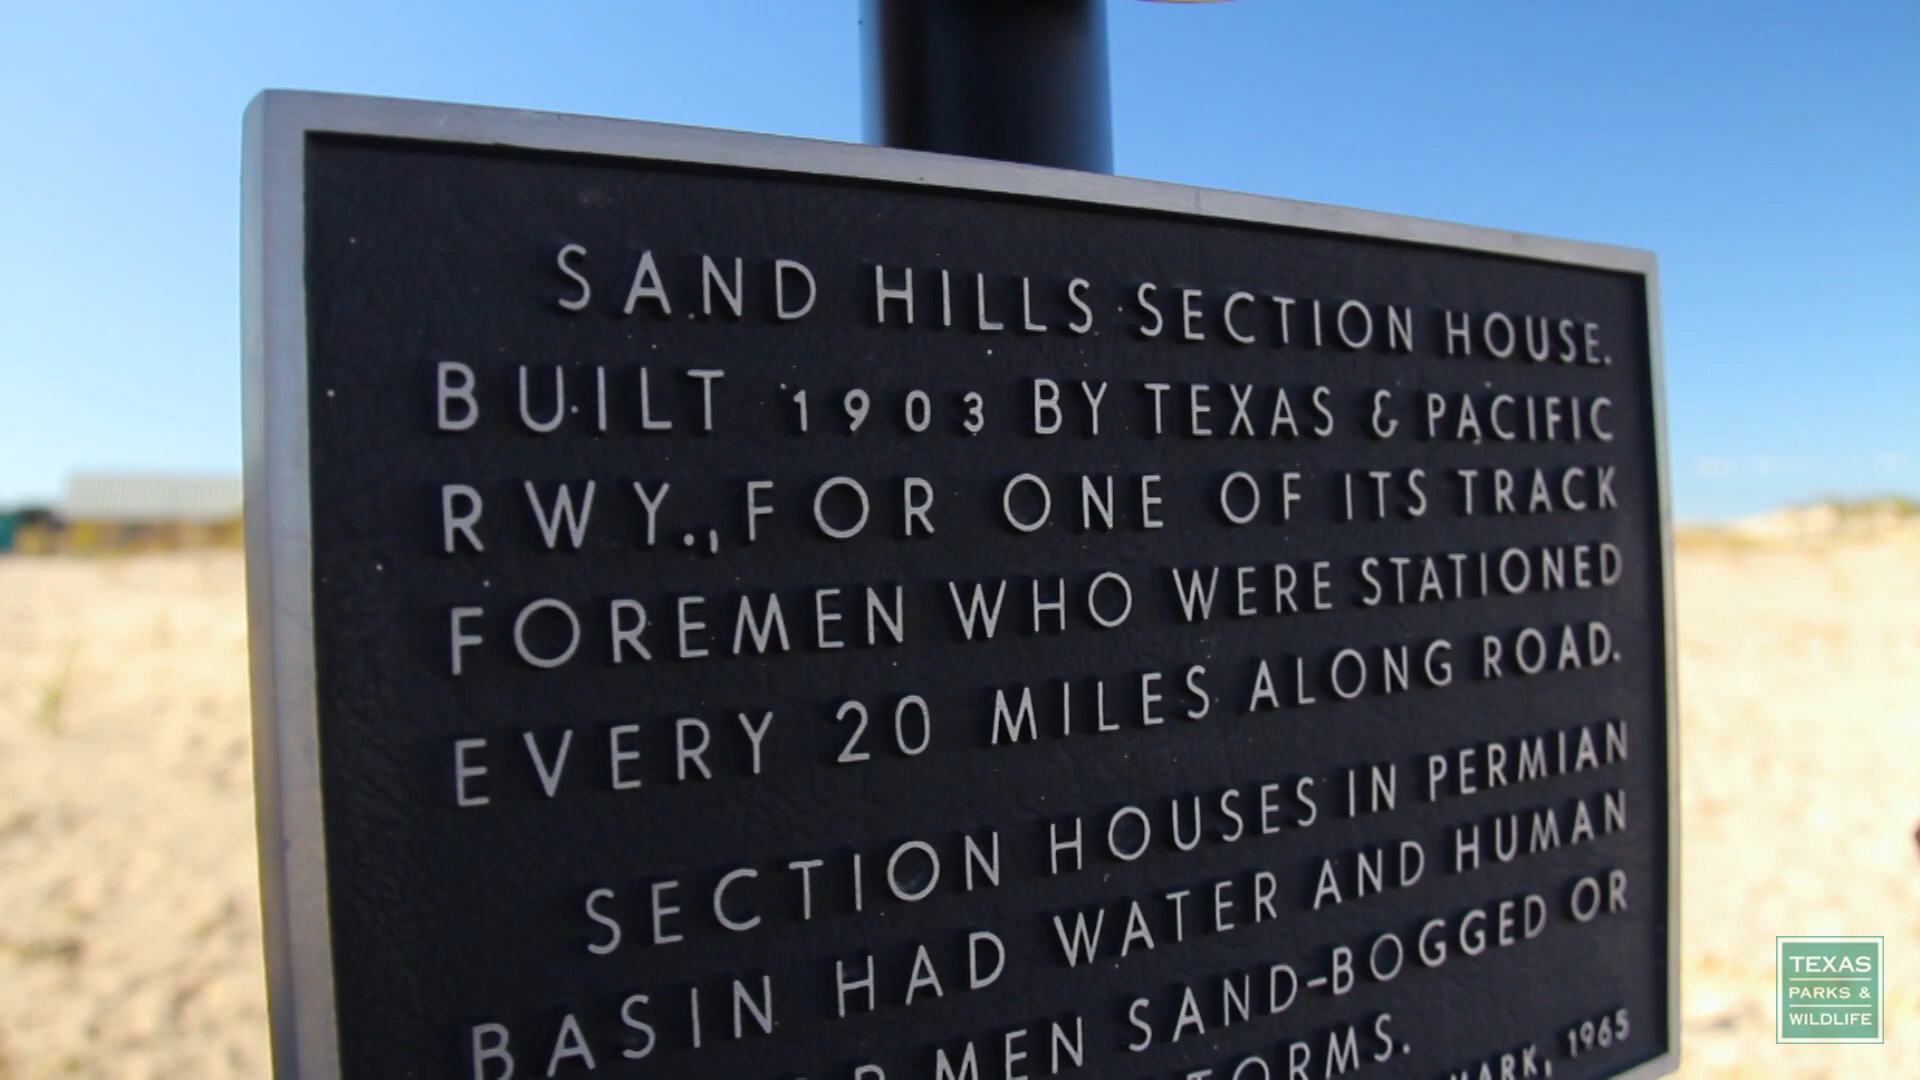 SAND HILLS SECTION HOUSE.
BUILT 1903 BY TEXAS & PACIFIC
RWY., FOR ONE OF ITS TRACK
FOREMEN WHO WERE STATIONED
EVERY 20 MILES ALONG ROAD.
SECTION HOUSES IN PERMIAN
BASIN HAD WATER AND HUMAN
MEN SAND-BOGGED OR
1965
TEXAS
PARKS &
WILDLIFE